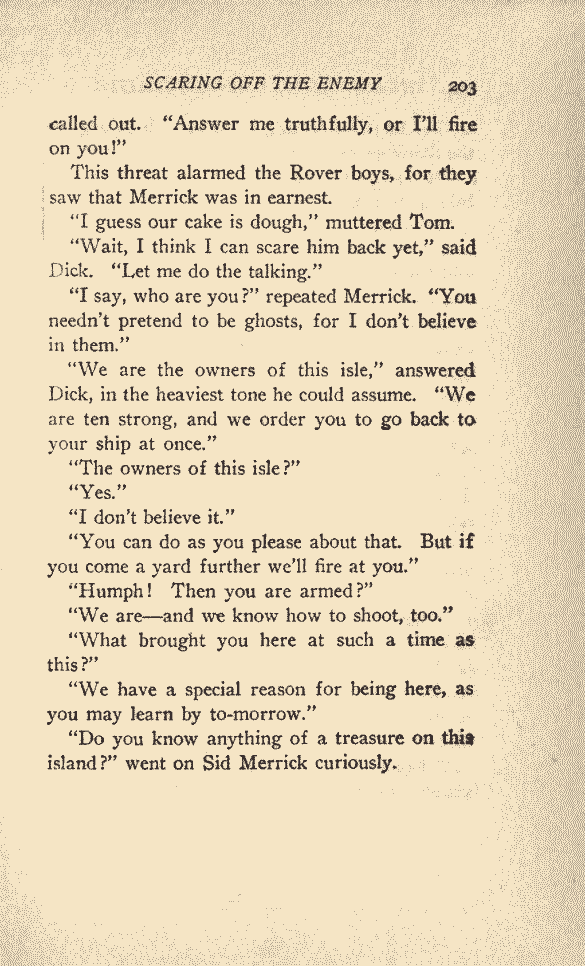 SCARING OFF THE ENEMY 203
called out. “Answer me truthfully, or I’ll fire
on you!”
This threat alarmed the Rover boys, for they
saw that Merrick was in earnest.
“I guess our cake is dough,” muttered Tom.
“Wait, I think I can scare him back yet,” said
Dick. “Let me do the talking.”
“I say, who are you?” repeated Merrick. “You
needn’t pretend to be ghosts, for I don’t believe
in them.”
“We are the owners of this isle,” answered
Dick, in the heaviest tone he could assume. “We
are ten strong, and we order you to go back to
your ship at once.”
“The owners of this isle?”
“Yes.”
“I don’t believe it.”
“You can do as you please about that. But if
you come a yard further we’ll fire at you.”
“Humph! Then you are armed?”
“We are—and we know how to shoot, too.”
“What brought you here at such a time as
this?”
“We have a special reason for being here, as
you may learn by to-morrow.”
“Do you know anything of a treasure on this
island?” went on Sid Merrick curiously.